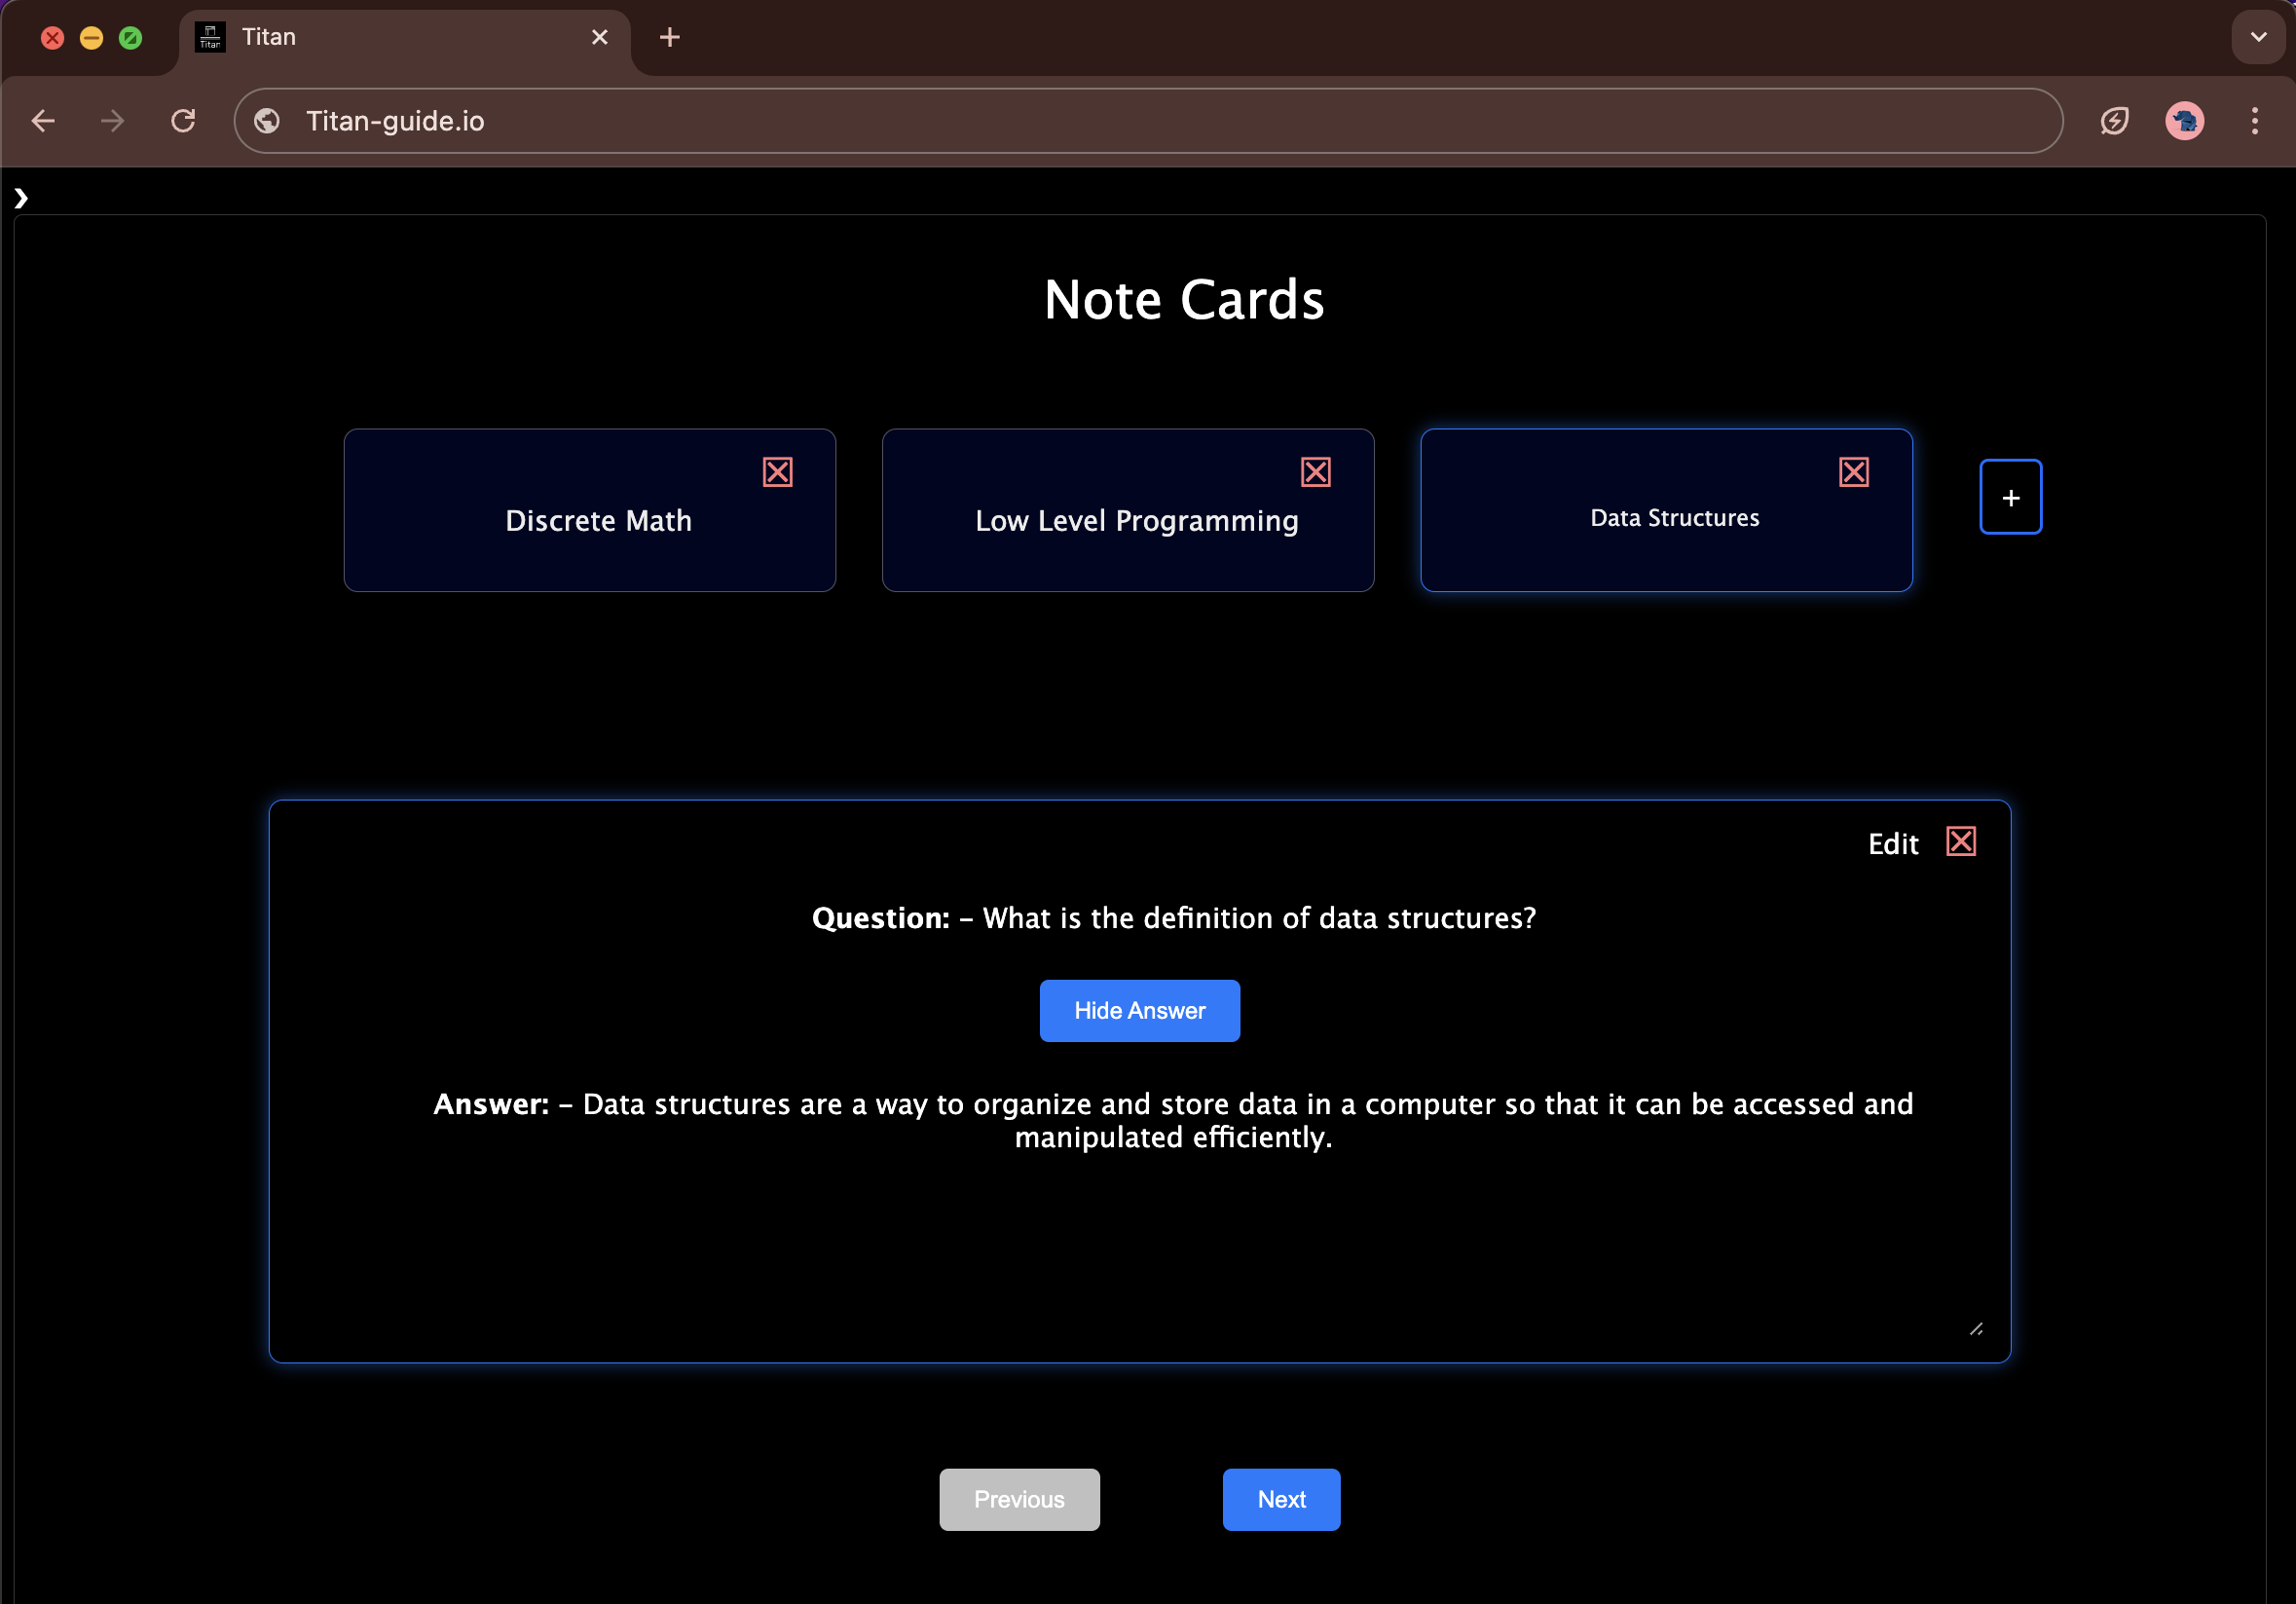 Titan
Titan
Titan-guide.io
Note Cards
Discrete Math
Low Level Programming
Data Structures
+
Edit
Question: – What is the definition of data structures?
Hide Answer
Answer: – Data structures are a way to organize and store data in a computer so that it can be accessed and
manipulated efficiently.
Previous
Next